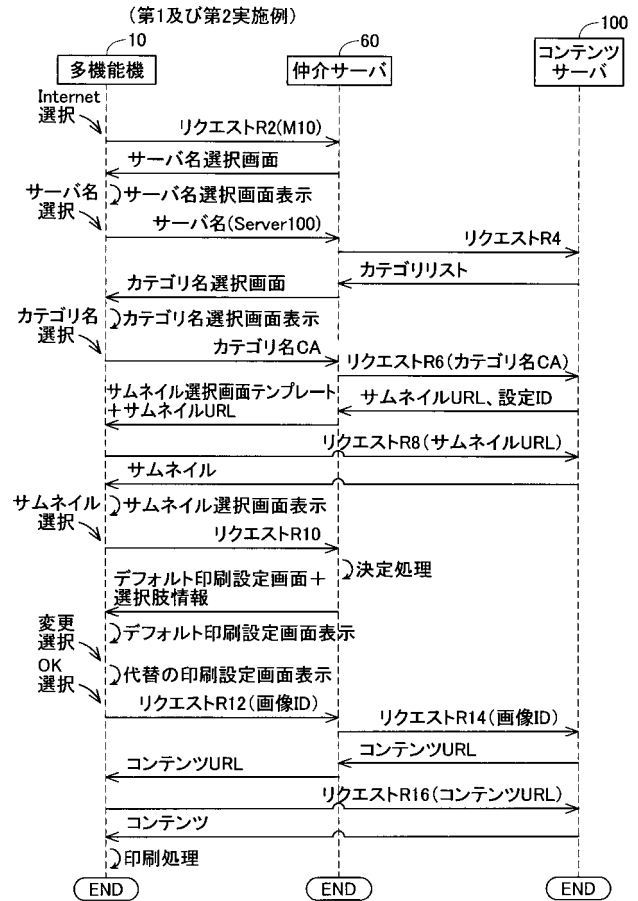 (第1及び第2実施例)
10
60
100
多機能機
仲介サーバ
コンテンツ
サーバ
Internet
選択
リクエストR2(M10)
サーバ名選択画面
サーバ名
選択
サーバ名選択画面表示
サーバ名(Server100)
リクエストR4
カテゴリリスト
カテゴリ名選択画面
カテゴリ名
選択
カテゴリ名選択画面表示
カテゴリ名CA
リクエストR6(カテゴリ名CA)
サムネイル選択画面テンプレート
+サムネイルURL
サムネイルURL、設定ID
リクエストR8(サムネイルURL)
サムネイル
サムネイル
選択
サムネイル選択画面表示
リクエストR10
決定処理
デフォルト印刷設定画面+
選択肢情報
変更
選択
デフォルト印刷設定画面表示
OK
選択
代替の印刷設定画面表示
リクエストR12(画像ID)
リクエストR14(画像ID)
コンテンツURL
コンテンツURL
リクエストR16(コンテンツURL)
コンテンツ
印刷処理
END
END
END